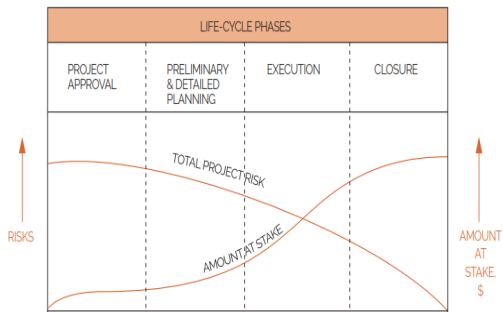 LIFE-CYCLE PHASES
PROJECT
APPROVAL
PRELIMINARY
& DETAILED
PLANNING
EXECUTION
CLOSURE
TOTAL PROJECT RISK
AMOUNT AT STAKE
RISKS
AMOUNT
AT
STAKE,
$